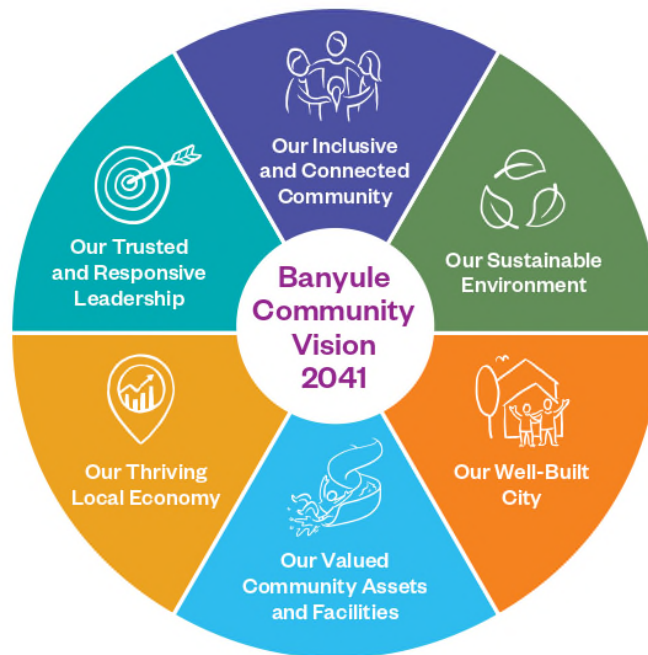 Our Inclusive
and Connected
Community
Our Sustainable
Environment
Our Well-Built
City
Our Valued
Community Assets
and Facilities
Our Thriving
Local Economy
Our Trusted
and Responsive
Leadership
Banyule
Community
Vision
2041